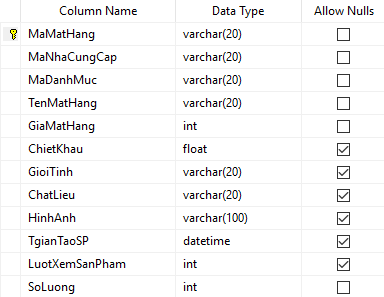 Column Name Data Type Allow Nulls
MaMatHang varchar(20)
MaNhaCungCap varchar(20)
MaDanhMuc varchar(20)
TenMatHang varchar(20)
GiaMatHang int
ChietKhau float
GioiTinh varchar(20)
ChatLieu varchar(20)
HinhAnh varchar(100)
TgianTaoSP datetime
LuotXemSanPham int
SoLuong int